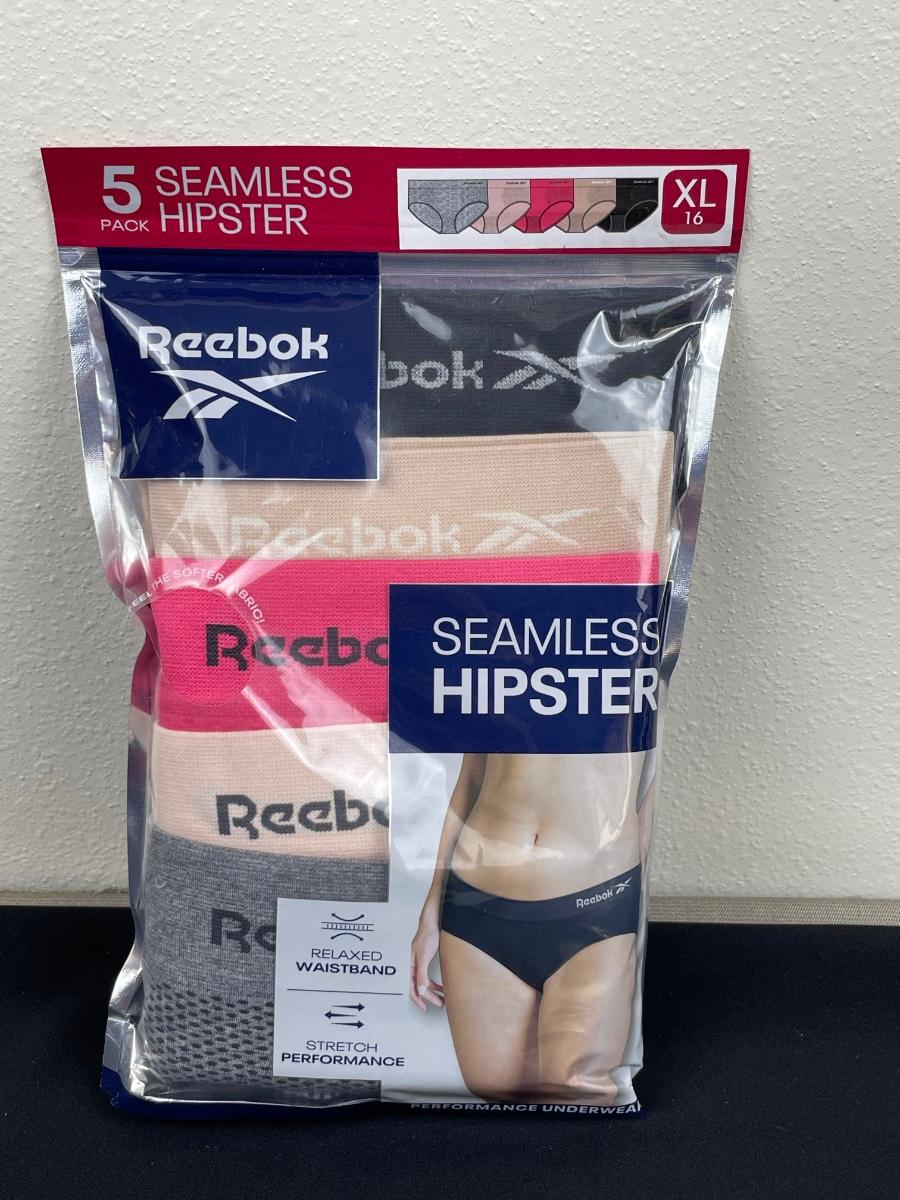 5
PACK
SEAMLESS
HIPSTER
XL
16
Reebok
bok
Reebok
FEEL THE SOFTER FABRIC!
Reebo
SEAMLESS
HIPSTER
Reebo
Reebok
Re
RELAXED
WAISTBAND
STRETCH
PERFORMANCE
PERFORMANCE UNDERWEAR